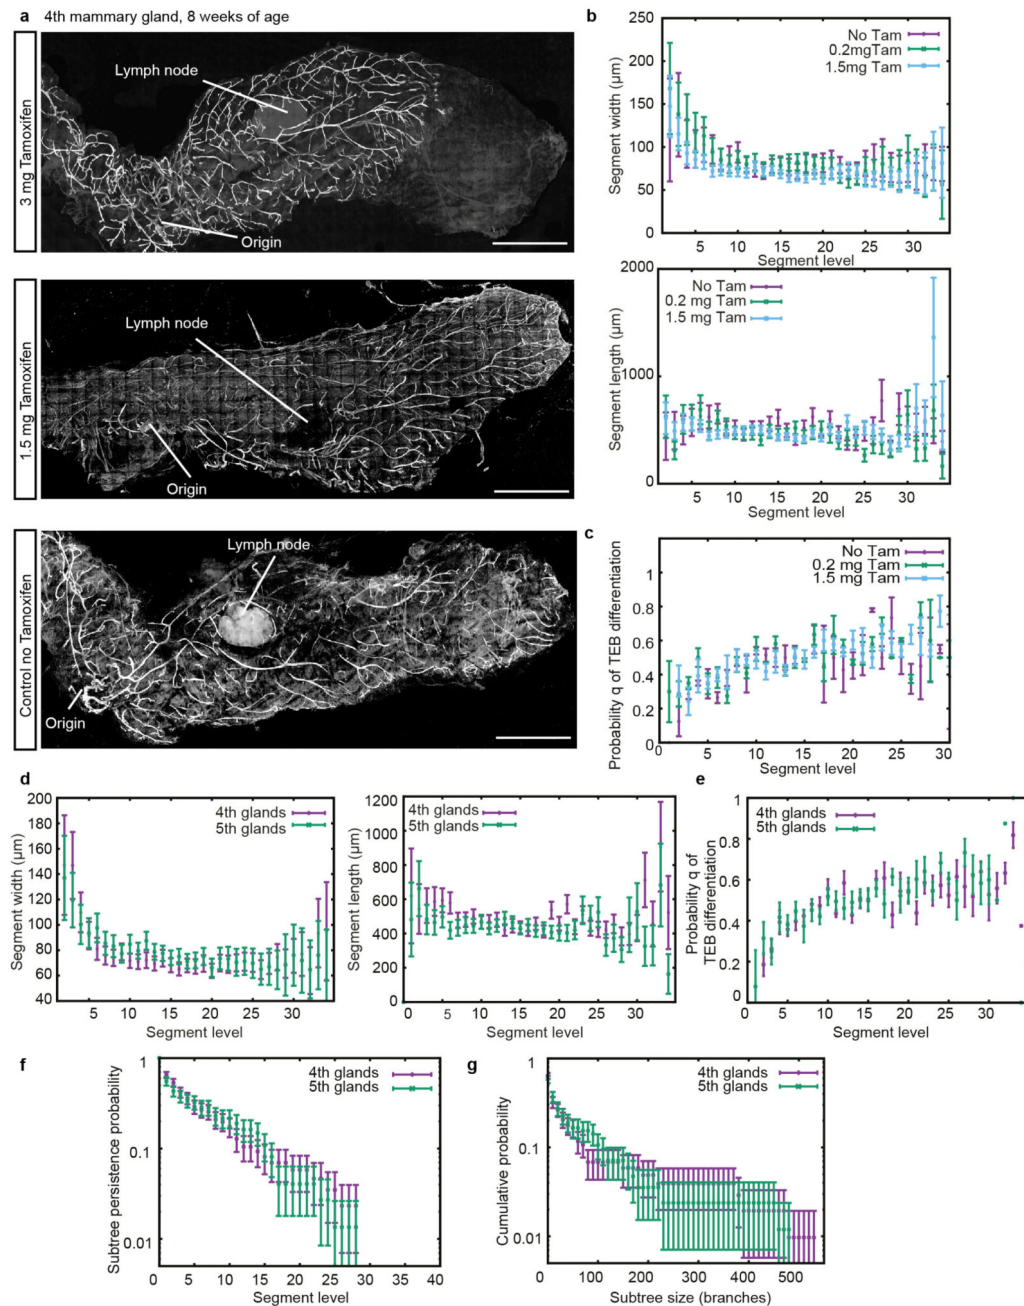 a 4th mammary gland, 8 weeks of age
3 mg Tamoxifen
Lymph node
Origin
1.5 mg Tamoxifen
Lymph node
Origin
Control no Tamoxifen
Lymph node
Origin
b
Segment width (µm)
250
200
150
100
50
0
No Tam
0.2mgTam
1.5mg Tam
5 10 15 20 25 30
Segment level
Segment length (µm)
2000
1000
0
No Tam
0.2 mg Tam
1.5 mg Tam
5 10 15 20 25 30
Segment level
c
Probability q of TEB differentiation
1
0.8
0.6
0.4
0.2
0
No Tam
0.2 mg Tam
1.5 mg Tam
5 10 15 20 25 30
Segment level
d
Segment width (µm)
200
180
160
140
120
100
80
60
40
4th glands
5th glands
5 10 15 20 25 30
Segment level
Segment length (µm)
1200
1000
800
600
400
200
0
4th glands
5th glands
0 5 10 15 20 25 30
Segment level
e
Probability q of
TEB differentiation
1
0.8
0.6
0.4
0.2
0
4th glands
5th glands
0 5 10 15 20 25 30
Segment level
f
Subtree persistence probability
1
0.1
0.01
4th glands
5th glands
0 5 10 15 20 25 30 35 40
Segment level
g
Cumulative probability
1
0.1
0.01
4th glands
5th glands
0 100 200 300 400 500
Subtree size (branches)